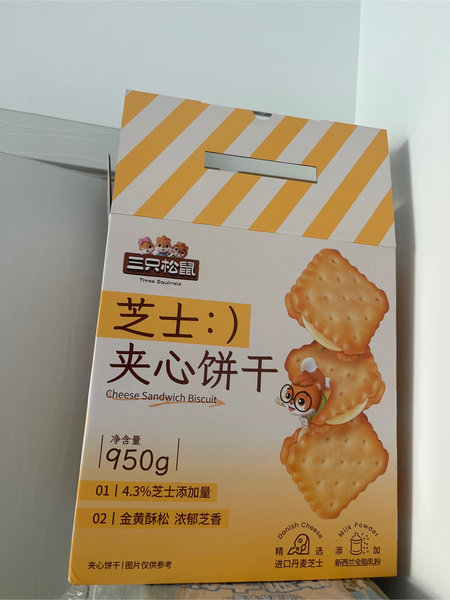 三只松鼠
Three Squirrels
芝士:)
夹心饼干
Cheese Sandwich Biscuit
净含量
950g
01 | 4.3%芝士添加量
02 | 金黄酥松 浓郁芝香
Danish Cheese
精选
进口丹麦芝士
Milk Powder
添加
新西兰全脂乳粉
夹心饼干 | 图片仅供参考